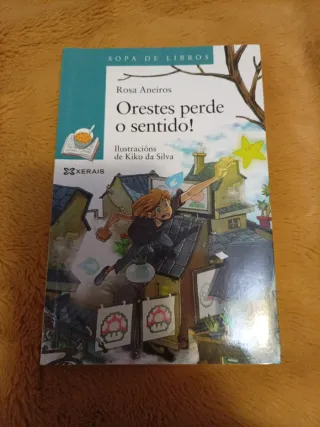 SOPA DE LIBROS
Rosa Aneiros
Orestes perde
o sentido!
Ilustracións
de Kiko da Silva
XERAIS